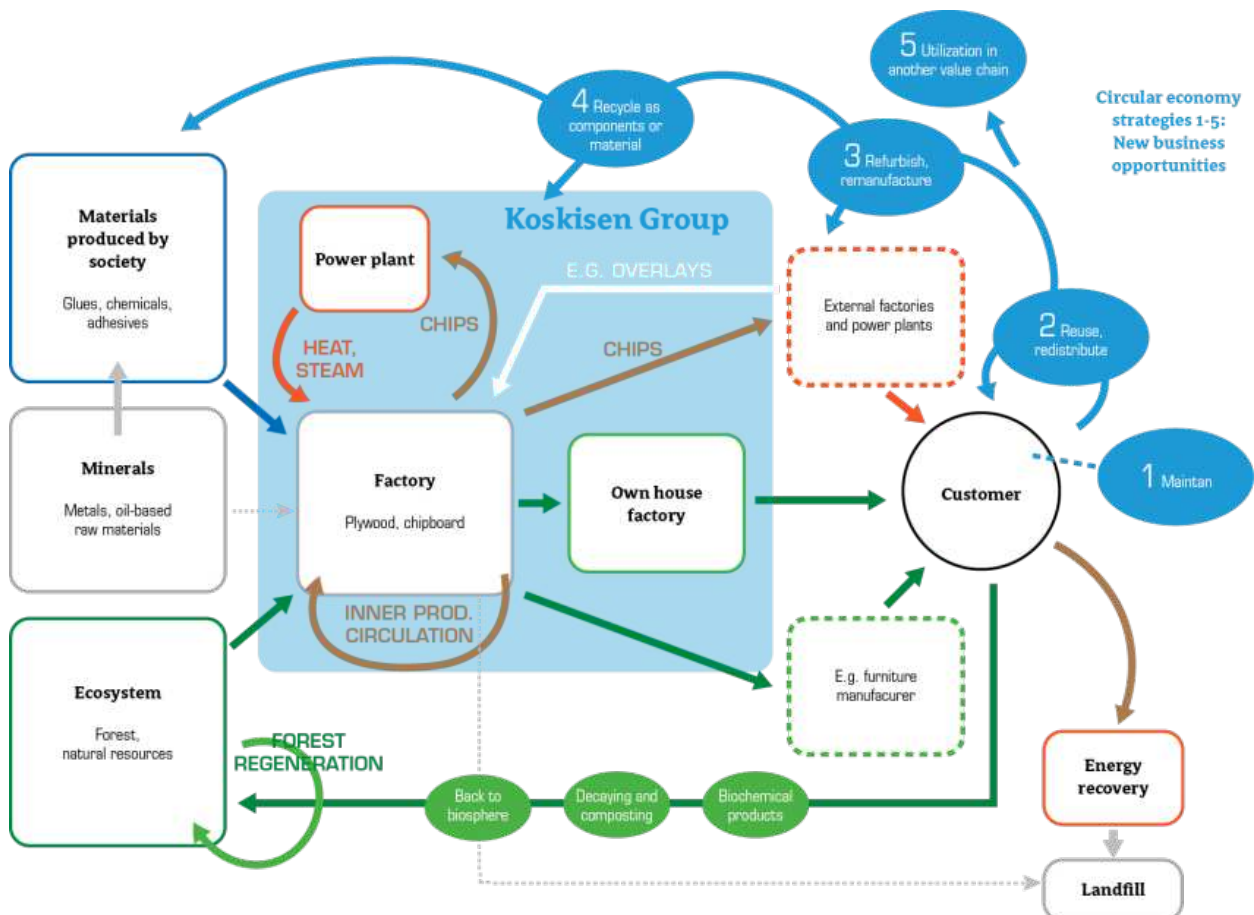 5 Utilization in
another value chain
Circular economy
strategies 1-5:
New business
opportunities
4 Recycle as
components or
material
3 Refurbish,
remanufacture
2 Reuse,
redistribute
1 Maintan
Materials
produced by
society
Glues, chemicals,
adhesives
Koskisen Group
Power plant
E.G. OVERLAYS
CHIPS
HEAT,
STEAM
CHIPS
External factories
and power plants
Minerals
Metals, oil-based
raw materials
Factory
Plywood, chipboard
Own house
factory
Customer
INNER PROD.
CIRCULATION
Ecosystem
Forest,
natural resources
FOREST
REGENERATION
E.g. furniture
manufacurer
Back to
biosphere
Decaying and
composting
Biochemical
products
Energy
recovery
Landfill